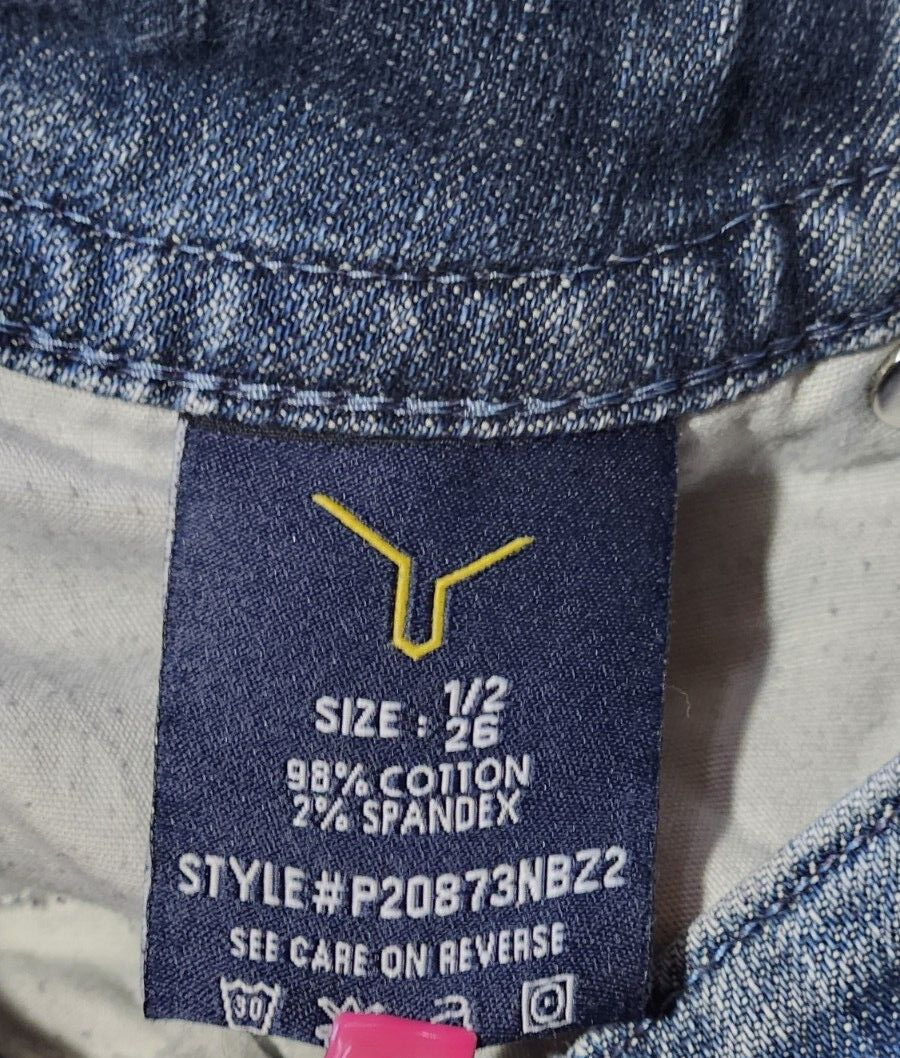 SIZE : 1/2
26
98% COTTON
2% SPANDEX
STYLE#P20873NBZ2
SEE CARE ON REVERSE
30